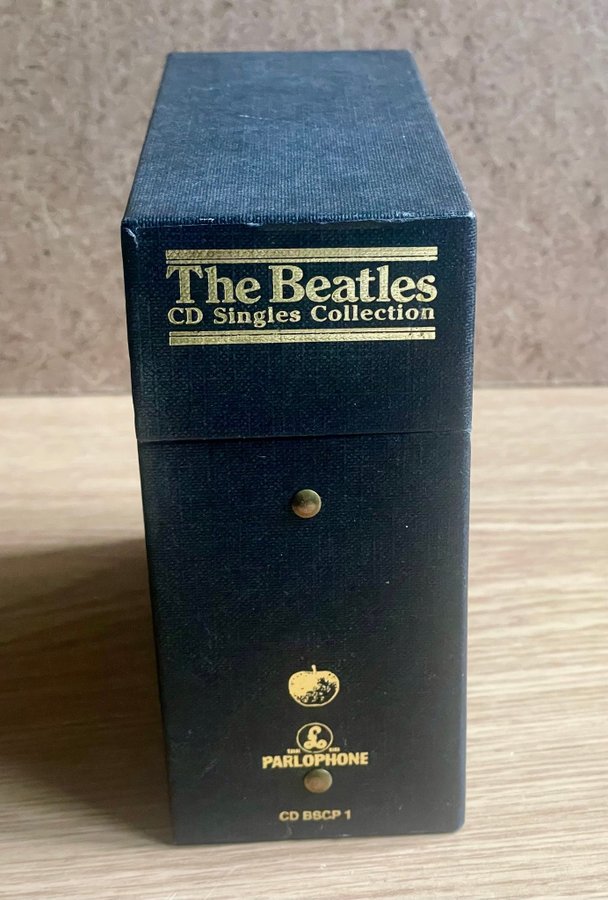 The Beatles
CD Singles Collection
PARLOPHONE
CD BSCP 1